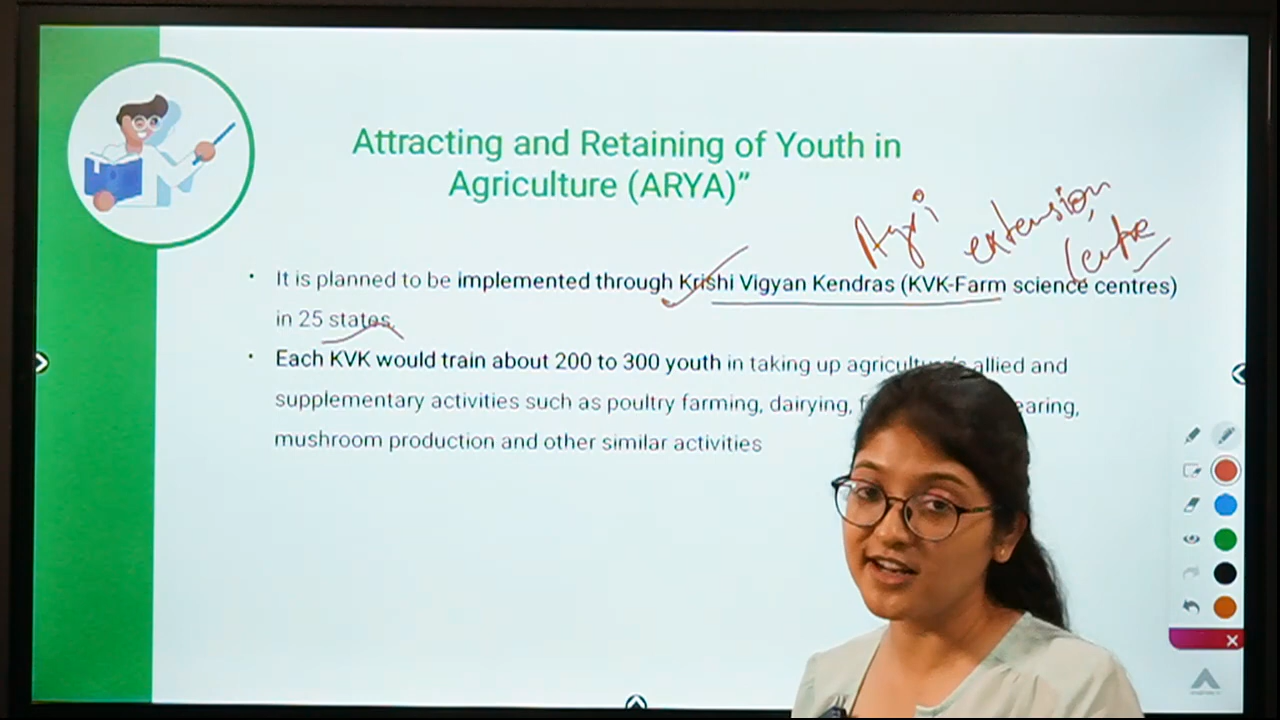 Attracting and Retaining of Youth in
Agriculture (ARYA)”
Agri extension
Centre
• It is planned to be implemented through Krishi Vigyan Kendras (KVK-Farm science centres)
in 25 states.
• Each KVK would train about 200 to 300 youth in taking up agriculture's allied and
supplementary activities such as poultry farming, dairying, earing,
mushroom production and other similar activities